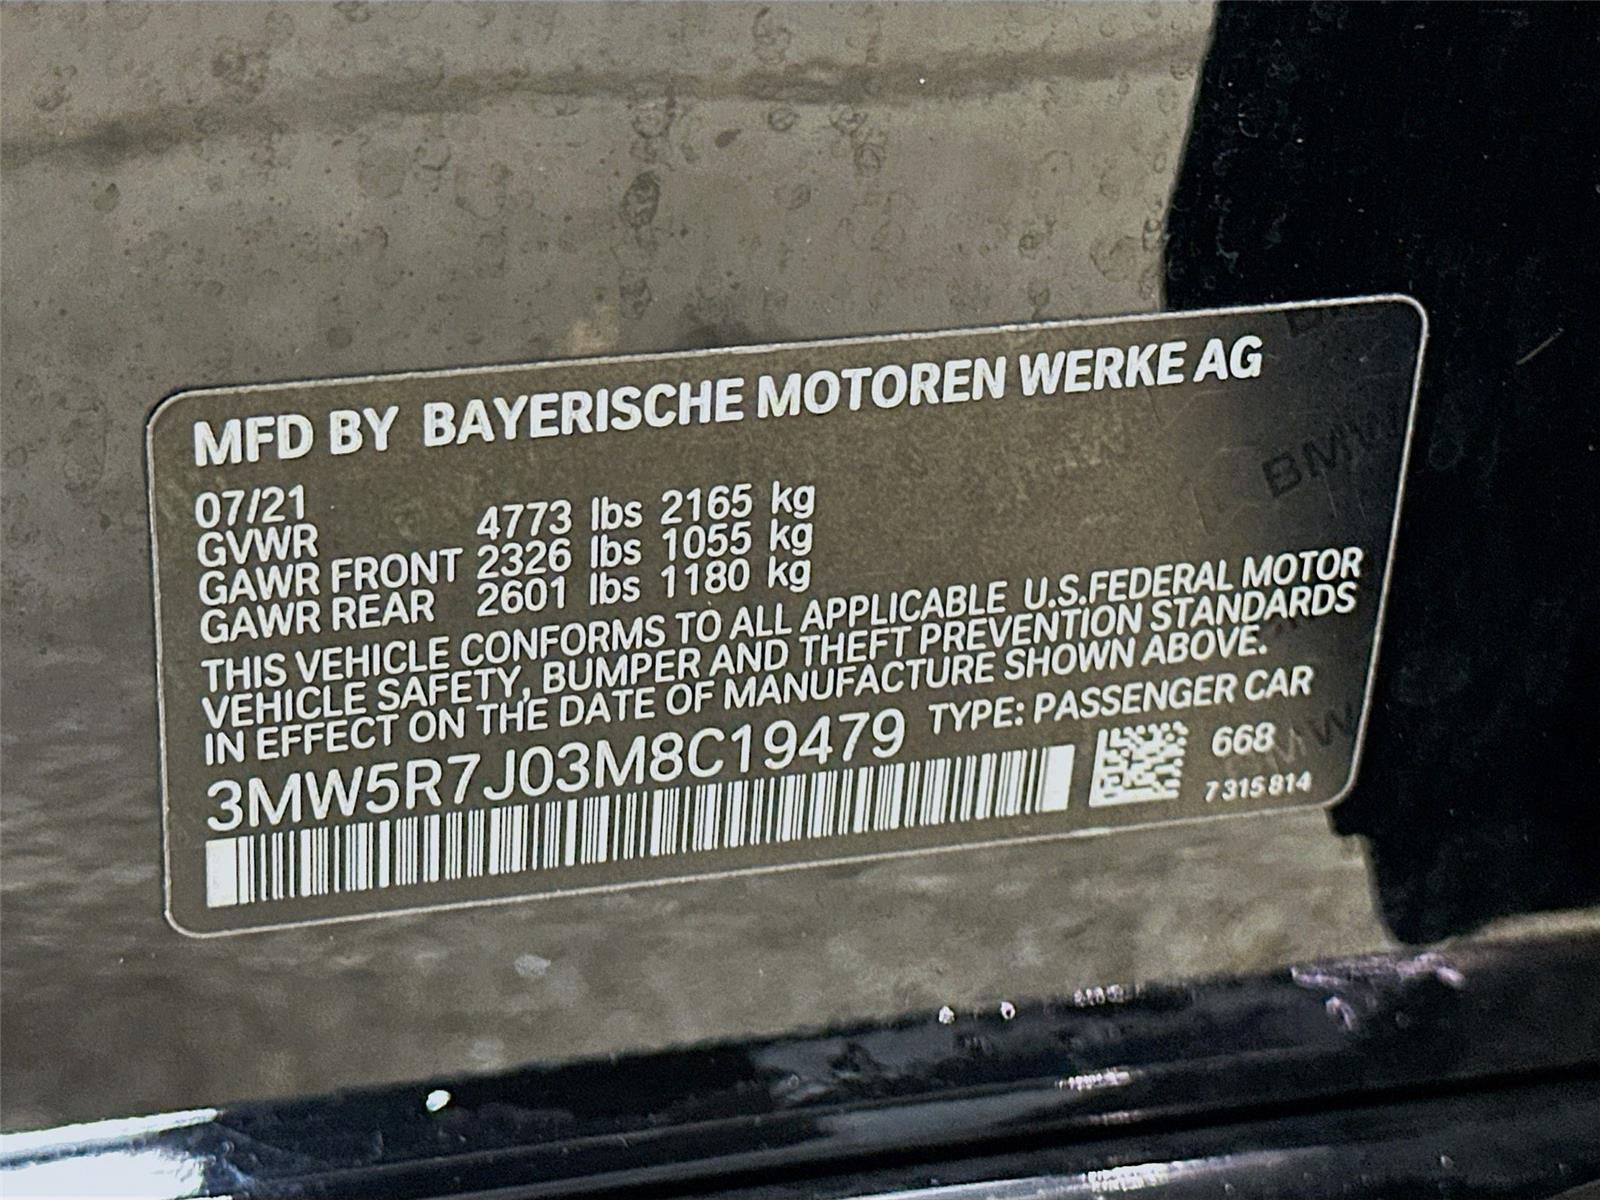 MFD BY BAYERISCHE MOTOREN WERKE AG
07/21
GVWR 4773 lbs 2165 kg
GAWR FRONT 2326 lbs 1055 kg
GAWR REAR 2601 lbs 1180 kg
THIS VEHICLE CONFORMS TO ALL APPLICABLE U.S.FEDERAL MOTOR
VEHICLE SAFETY, BUMPER AND THEFT PREVENTION STANDARDS
IN EFFECT ON THE DATE OF MANUFACTURE SHOWN ABOVE.
3MW5R7J03M8C19479 TYPE: PASSENGER CAR
668
7315814
BMW